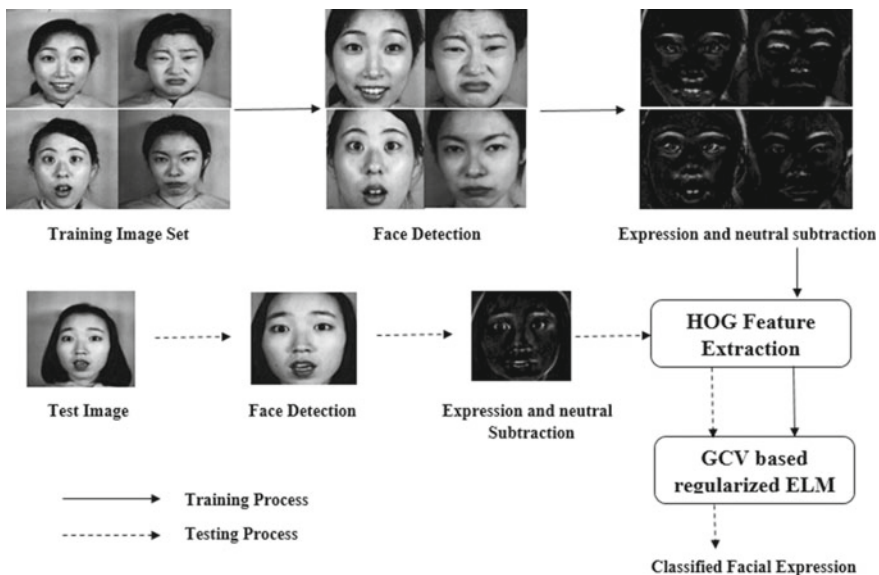 Training Image Set
Face Detection
Expression and neutral subtraction
HOG Feature
Extraction
Test Image
Face Detection
Expression and neutral
Subtraction
GCV based
regularized ELM
Training Process
Testing Process
Classified Facial Expression